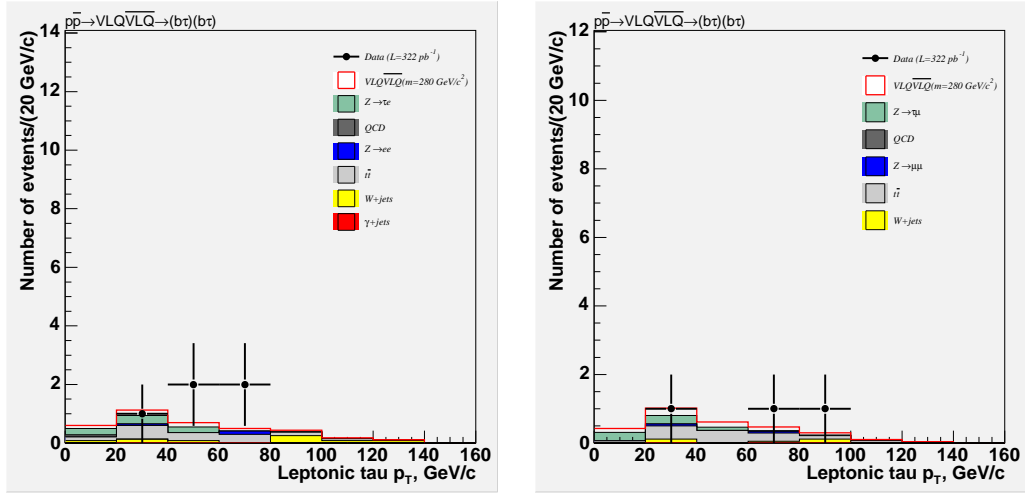 pp̅→VLQV̅L̅Q̅→(bτ)(bτ)
Number of evtents/(20 GeV/c)
14
12
10
8
6
4
2
0
Data (L=322 pb⁻¹)
VLQV̅L̅Q̅(m=280 GeV/c²)
Z→τe
QCD
Z→ee
tt̅
W+jets
γ+jets
0 20 40 60 80 100 120 140 160
Leptonic tau p_T, GeV/c
pp̅→VLQV̅L̅Q̅→(bτ)(bτ)
Number of evtents/(20 GeV/c)
12
10
8
6
4
2
0
Data (L=322 pb⁻¹)
VLQV̅L̅Q̅(m=280 GeV/c²)
Z→τμ
QCD
Z→μμ
tt̅
W+jets
0 20 40 60 80 100 120 140 160
Leptonic tau p_T, GeV/c